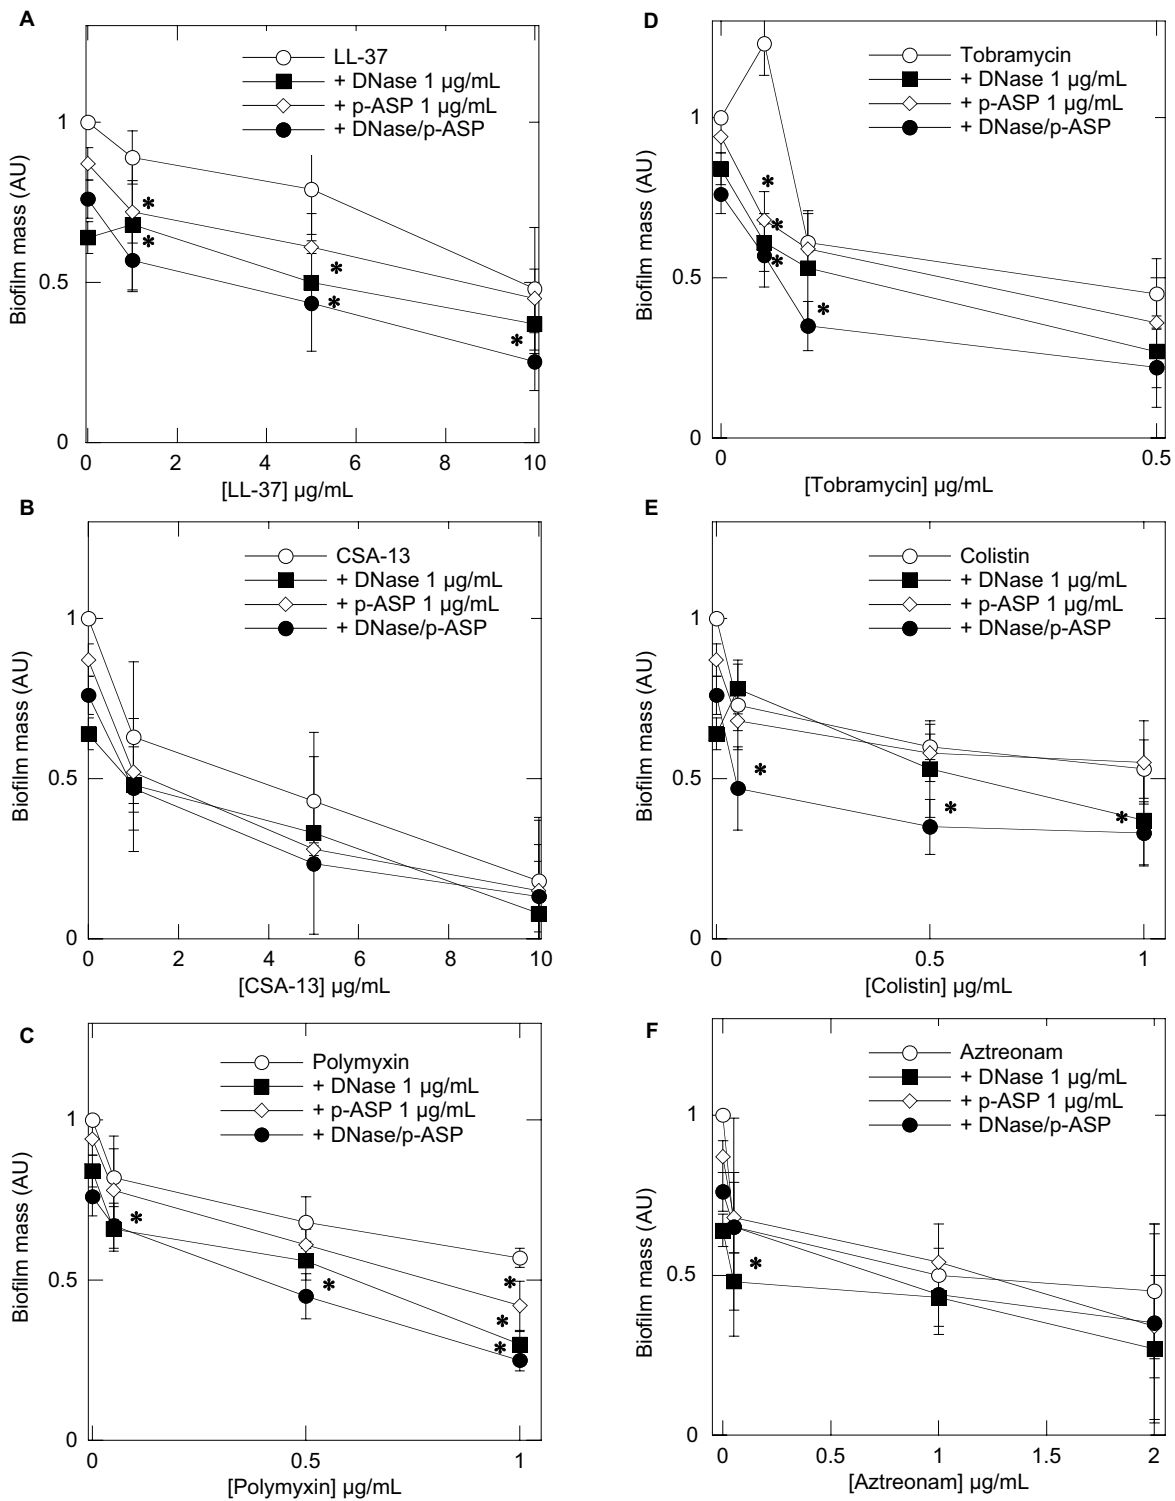 A
LL-37
+ DNase 1 µg/mL
+ p-ASP 1 µg/mL
+ DNase/p-ASP
Biofilm mass (AU)
1
0.5
0
0 2 4 6 8 10
[LL-37] µg/mL
*
*
*
*
*
B
CSA-13
+ DNase 1 µg/mL
+ p-ASP 1 µg/mL
+ DNase/p-ASP
Biofilm mass (AU)
1
0.5
0
0 2 4 6 8 10
[CSA-13] µg/mL
C
Polymyxin
+ DNase 1 µg/mL
+ p-ASP 1 µg/mL
+ DNase/p-ASP
Biofilm mass (AU)
1
0.5
0
0 0.5 1
[Polymyxin] µg/mL
*
*
*
*
*
D
Tobramycin
+ DNase 1 µg/mL
+ p-ASP 1 µg/mL
+ DNase/p-ASP
Biofilm mass (AU)
1
0.5
0
0 0.5
[Tobramycin] µg/mL
*
*
*
*
E
Colistin
+ DNase 1 µg/mL
+ p-ASP 1 µg/mL
+ DNase/p-ASP
Biofilm mass (AU)
1
0.5
0
0 0.5 1
[Colistin] µg/mL
*
*
*
F
Aztreonam
+ DNase 1 µg/mL
+ p-ASP 1 µg/mL
+ DNase/p-ASP
Biofilm mass (AU)
1
0.5
0
0 0.5 1 1.5 2
[Aztreonam] µg/mL
*